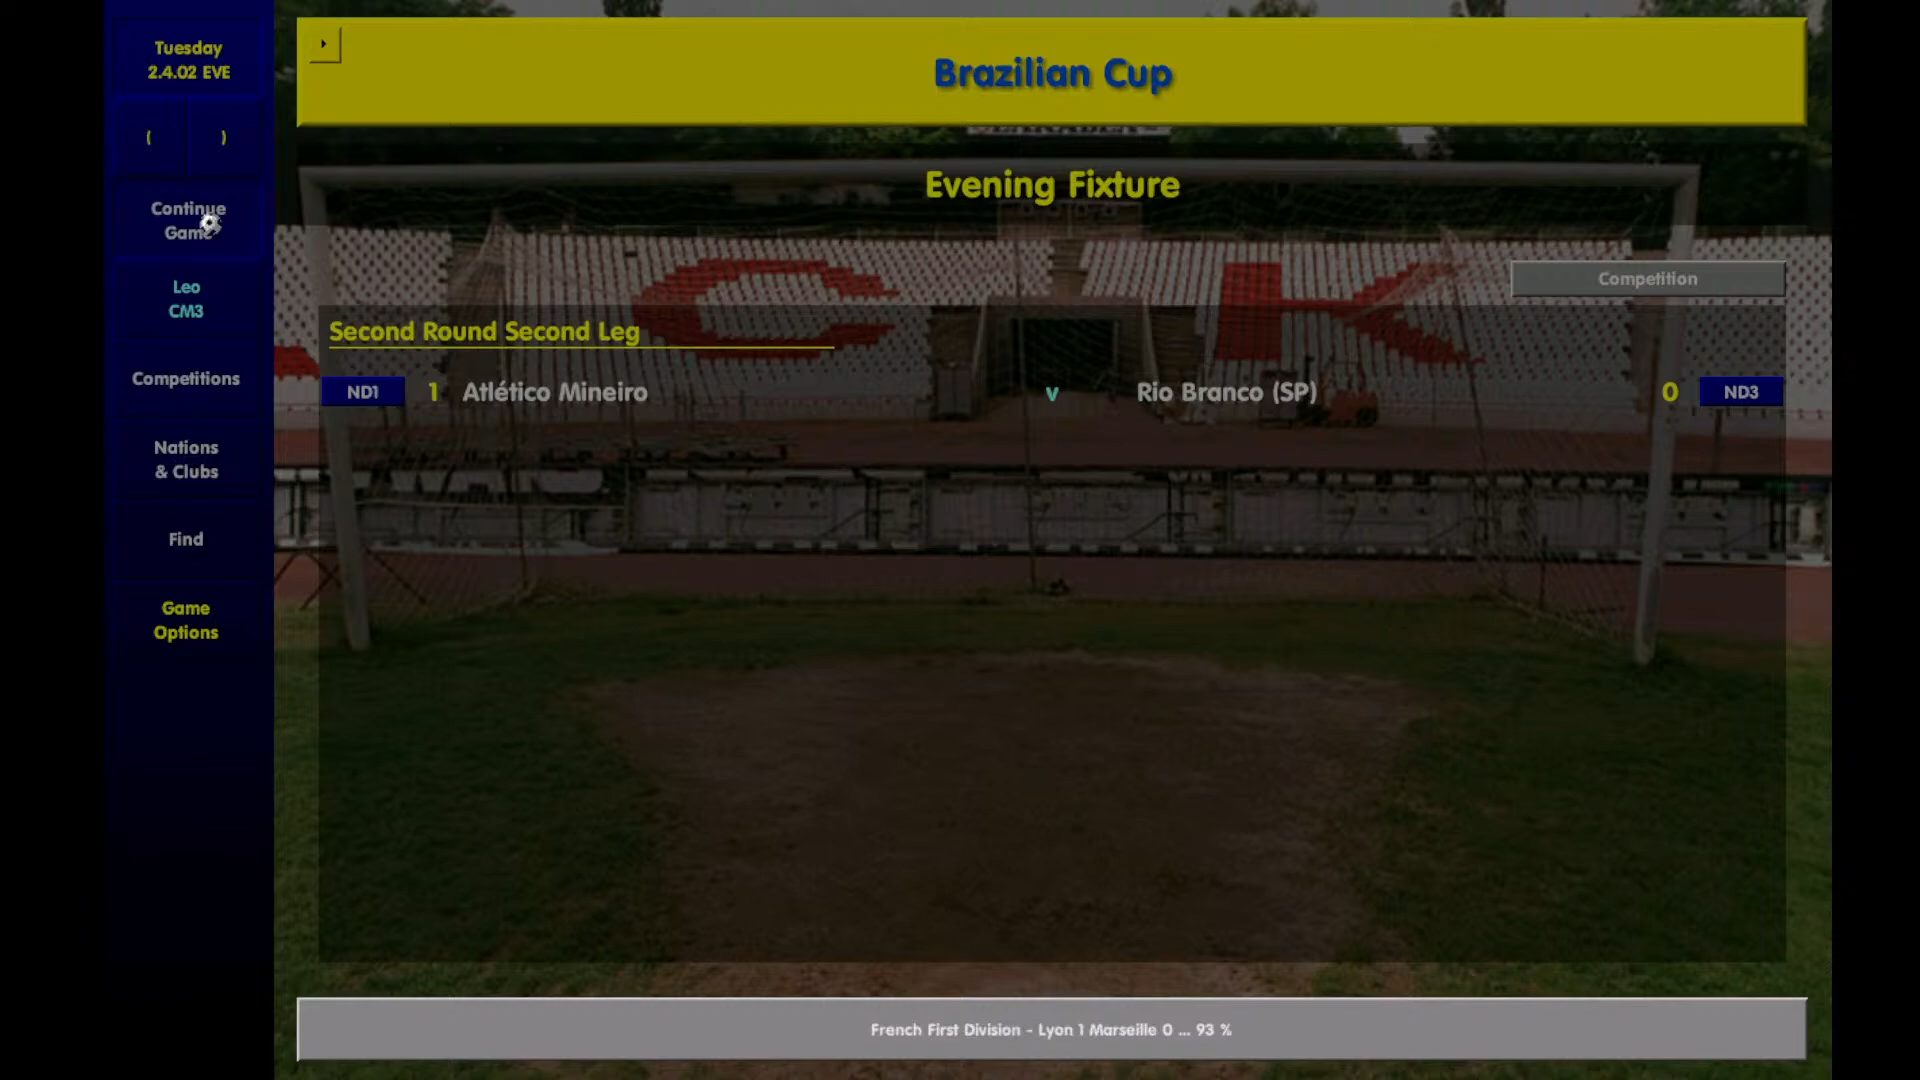 Tuesday
2.4.02 EVE
Brazilian Cup
Evening Fixture
( )
Continue
Game
Competition
Leo
CM3
Second Round Second Leg
Competitions
ND1 1 Atlético Mineiro v Rio Branco (SP) 0 ND3
Nations
& Clubs
Find
Game
Options
C K
French First Division - Lyon 1 Marseille 0 ... 93 %